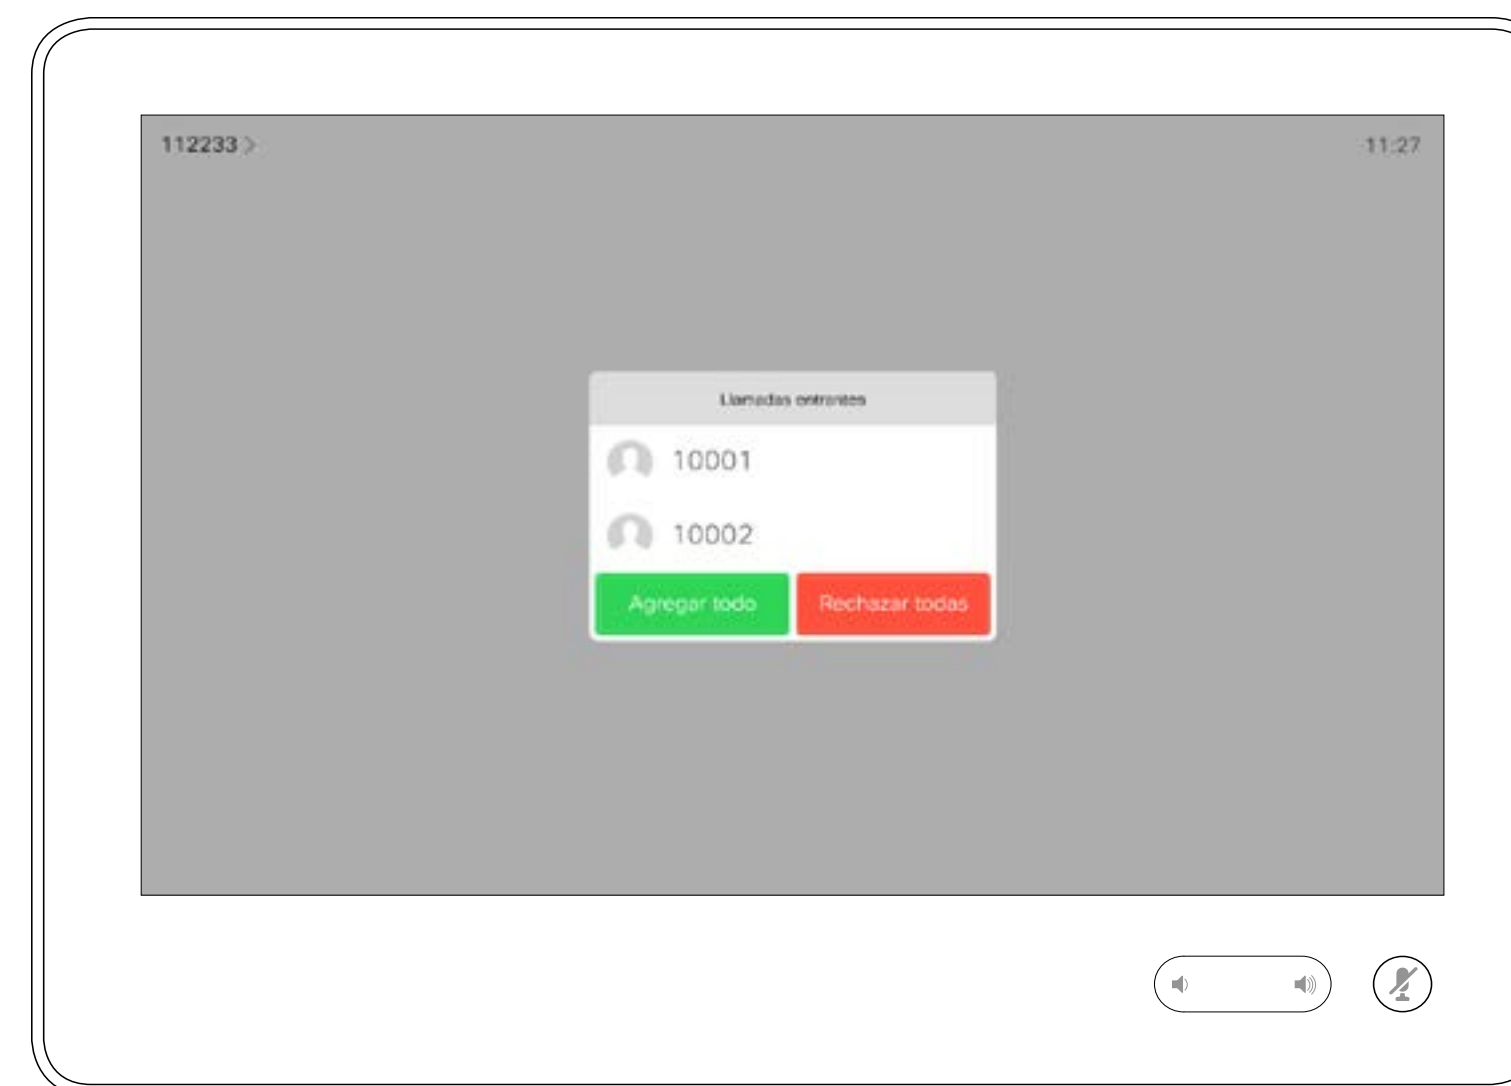 112233 >
11:27
Llamadas entrantes
10001
10002
Agregar todo
Rechazar todas